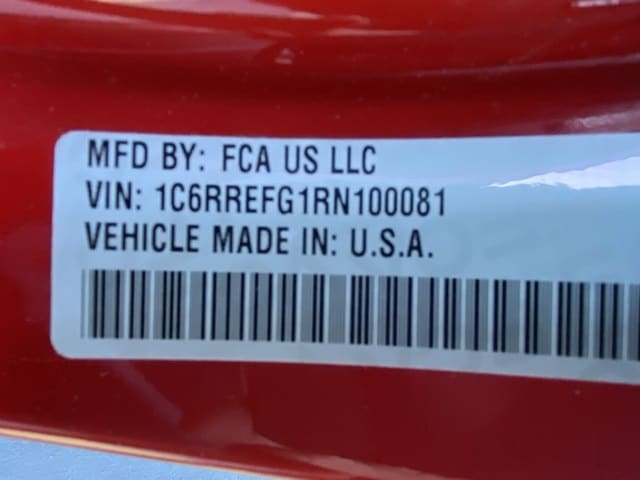 MFD BY: FCA US LLC
VIN: 1C6RREFG1RN100081
VEHICLE MADE IN: U.S.A.